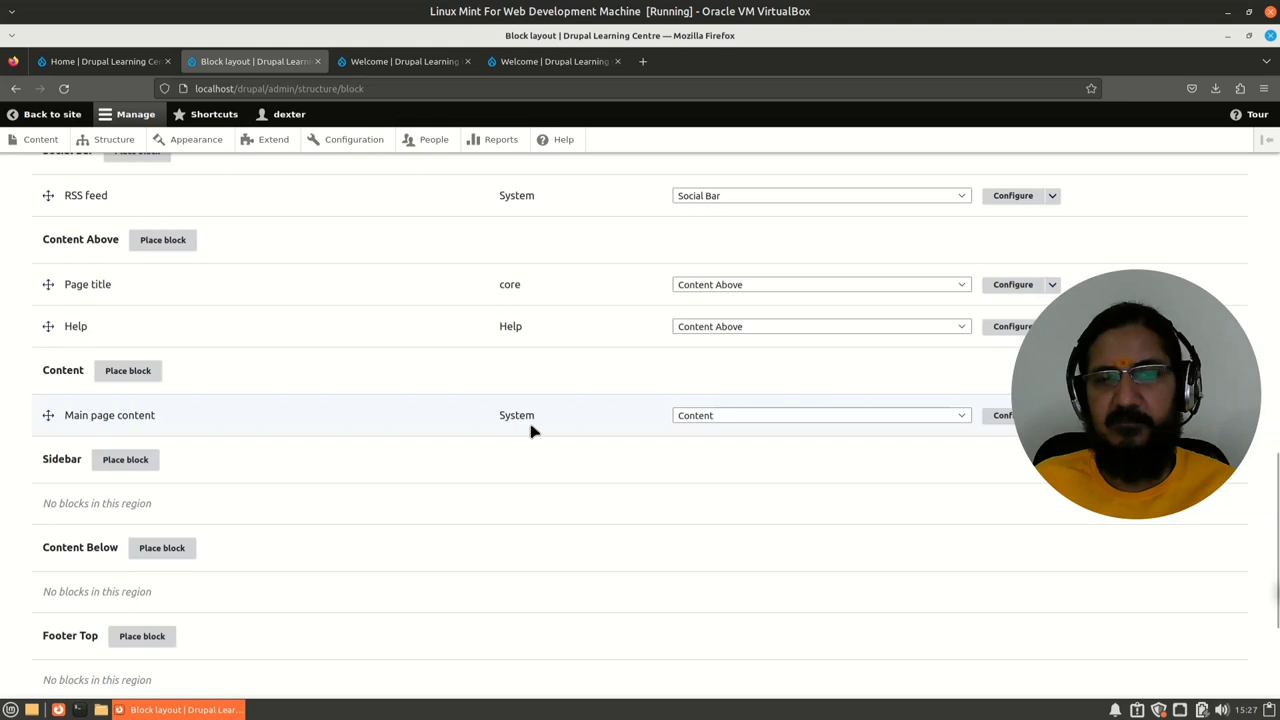 Linux Mint For Web Development Machine [Running] - Oracle VM VirtualBox
Block layout | Drupal Learning Centre — Mozilla Firefox
Home | Drupal Learning Cen
Block layout | Drupal Learni
Welcome | Drupal Learning
Welcome | Drupal Learning
localhost/drupal/admin/structure/block
Back to site Manage Shortcuts dexter Tour
Content Structure Appearance Extend Configuration People Reports Help
RSS feed System Social Bar Configure
Content Above Place block
Page title core Content Above Configure
Help Help Content Above Configure
Content Place block
Main page content System Content Conf
Sidebar Place block
No blocks in this region
Content Below Place block
No blocks in this region
Footer Top Place block
No blocks in this region
Block layout | Drupal Lear... 15:27